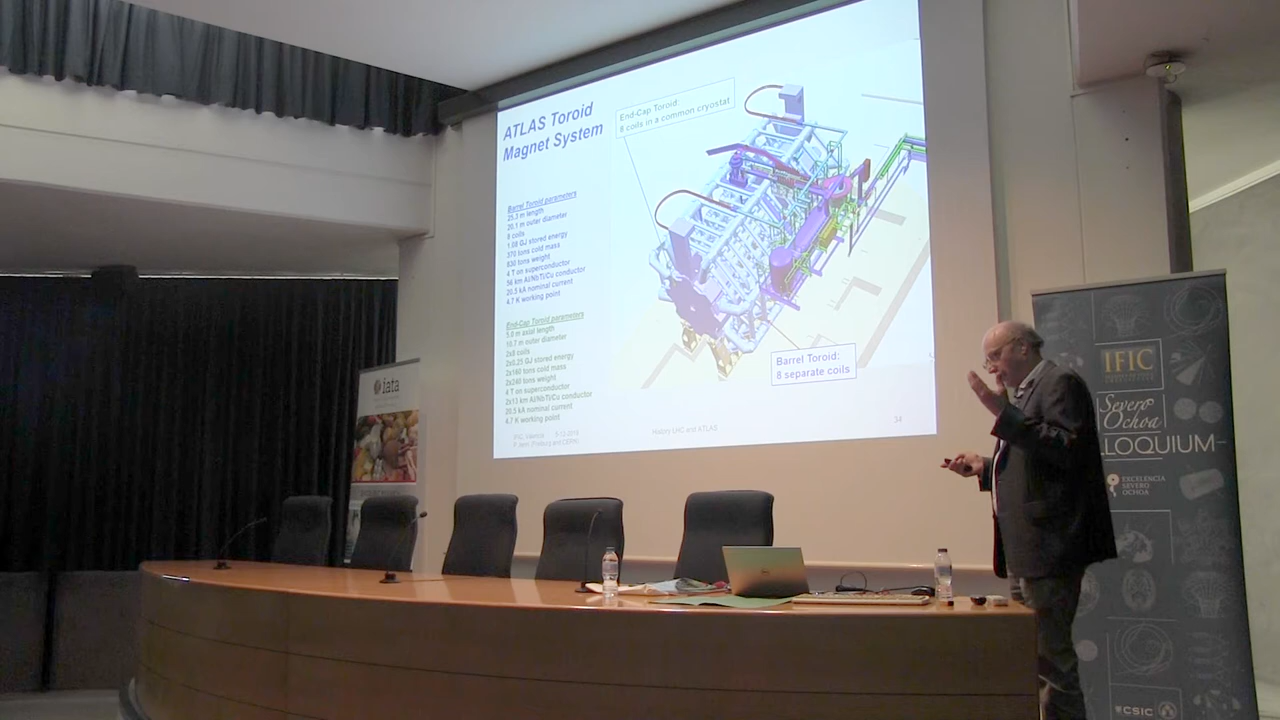 ATLAS Toroid
Magnet System
End-Cap Toroid:
8 coils in a common cryostat
Barrel Toroid parameters
25.3 m length
20.1 m outer diameter
8 coils
1.08 GJ stored energy
370 tons cold mass
830 tons weight
4 T on superconductor
56 km Al/NbTi/Cu conductor
20.5 kA nominal current
4.7 K working point
End-Cap Toroid parameters
5.0 m axial length
10.7 m outer diameter
2x8 coils
2x0.25 GJ stored energy
2x160 tons cold mass
2x240 tons weight
4 T on superconductor
2x13 km Al/NbTi/Cu conductor
20.5 kA nominal current
4.7 K working point
Barrel Toroid:
8 separate coils
History LHC and ATLAS
34
iata
IFIC
Severo
Ochoa
LLOQUIUM
EXCELENCIA
SEVERO
OCHOA
CSIC